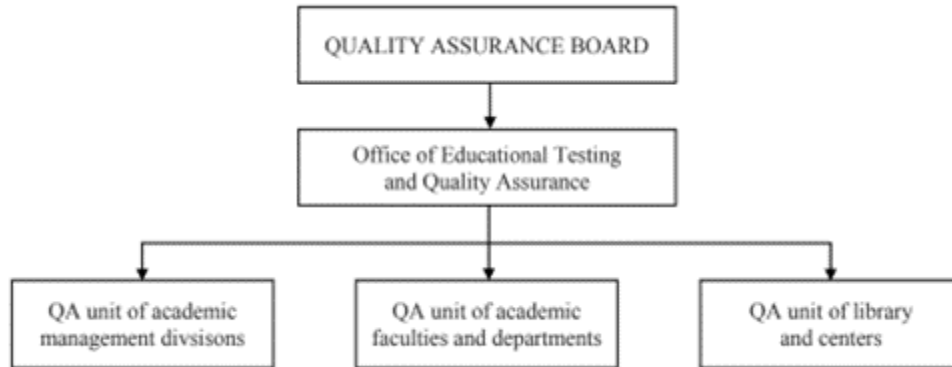 QUALITY ASSURANCE BOARD
Office of Educational Testing
and Quality Assurance
QA unit of academic
management divsisons
QA unit of academic
faculties and departments
QA unit of library
and centers